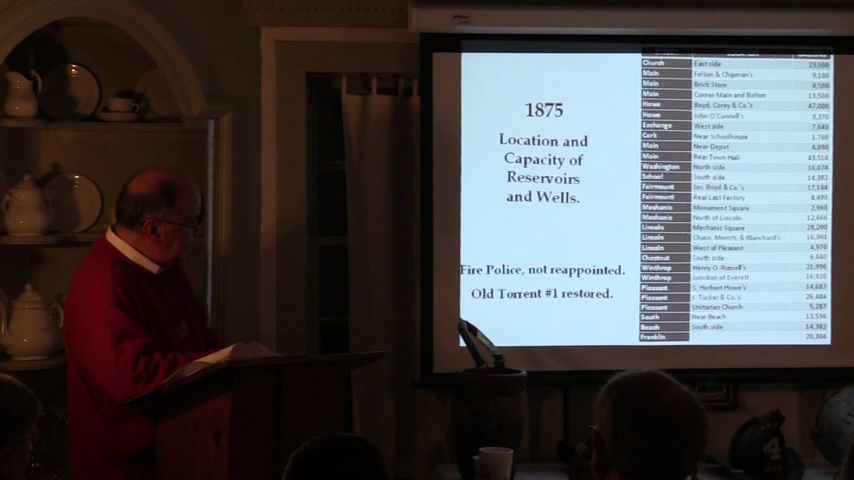 1875
Location and
Capacity of
Reservoirs
and Wells.
Fire Police, not reappointed.
Old Torrent #1 restored.
Church East side 23,000
Main Felton & Chipman's 9,100
Main Brick Store 4,500
Main Corner Main and Bolton 13,500
Howe Boyd, Corey & Co.'s 47,000
Howe John O'Connell's 3,370
Exchange West side 7,640
Cork Near Schoolhouse 1,760
Main Near Depot 4,890
Main Rear Town Hall 43,516
Washington North side 16,074
School South side 14,382
Fairmount Jos. Boyd & Co.'s 17,184
Fairmount Rear Last Factory 8,490
Mechanic Monument Square 2,960
Mechanic North of Lincoln 12,666
Lincoln Mechanic Square 28,200
Lincoln Chase, Merritt, & Blanchard's 16,302
Lincoln West of Pleasant 4,970
Chestnut South side 6,640
Winthrop Henry O. Russell's 21,996
Winthrop Junction of Everett 16,920
Pleasant S. Herbert Howe's 14,687
Pleasant J. Tucker & Co.'s 26,484
Pleasant Unitarian Church 5,287
South Near Beach 13,536
Beach South side 14,382
Franklin 20,304
4